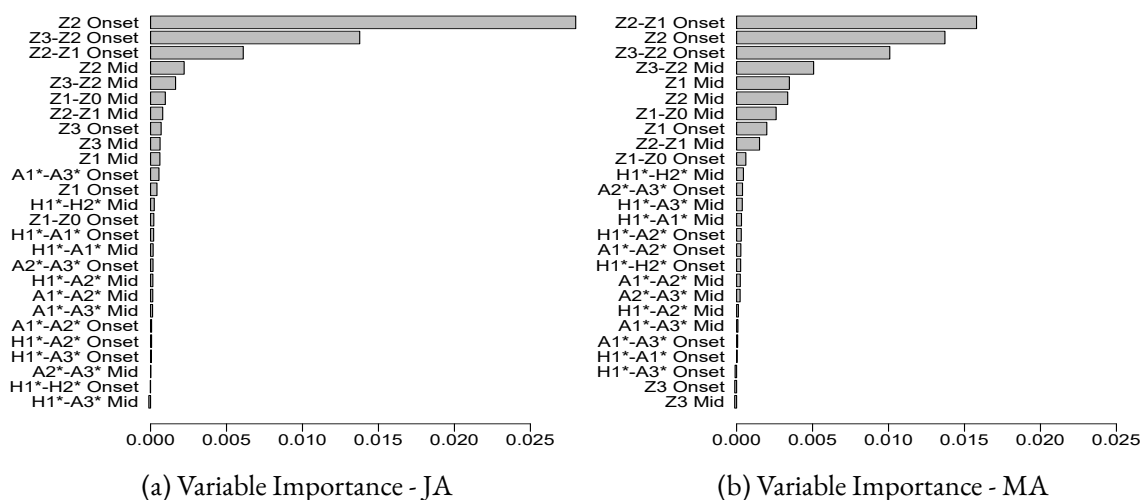 Z2 Onset
Z3-Z2 Onset
Z2-Z1 Onset
Z2 Mid
Z3-Z2 Mid
Z1-Z0 Mid
Z2-Z1 Mid
Z3 Onset
Z3 Mid
Z1 Mid
A1*-A3* Onset
Z1 Onset
H1*-H2* Mid
Z1-Z0 Onset
H1*-A1* Onset
H1*-A1* Mid
A2*-A3* Onset
H1*-A2* Mid
A1*-A2* Mid
A1*-A3* Mid
A1*-A2* Onset
H1*-A2* Onset
H1*-A3* Onset
A2*-A3* Mid
H1*-H2* Onset
H1*-A3* Mid
0.000 0.005 0.010 0.015 0.020 0.025
(a) Variable Importance - JA
Z2-Z1 Onset
Z2 Onset
Z3-Z2 Onset
Z3-Z2 Mid
Z1 Mid
Z2 Mid
Z1-Z0 Mid
Z1 Onset
Z2-Z1 Mid
Z1-Z0 Onset
H1*-H2* Mid
A2*-A3* Onset
H1*-A3* Mid
H1*-A1* Mid
H1*-A2* Onset
A1*-A2* Onset
H1*-H2* Onset
A1*-A2* Mid
A2*-A3* Mid
H1*-A2* Mid
A1*-A3* Mid
A1*-A3* Onset
H1*-A1* Onset
H1*-A3* Onset
Z3 Onset
Z3 Mid
0.000 0.005 0.010 0.015 0.020 0.025
(b) Variable Importance - MA